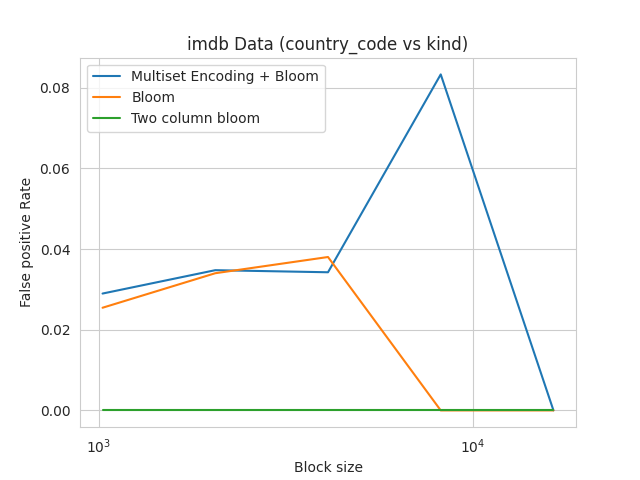 imdb Data (country_code vs kind)
Multiset Encoding + Bloom
Bloom
Two column bloom
False positive Rate
0.08
0.06
0.04
0.02
0.00
10³
10⁴
Block size